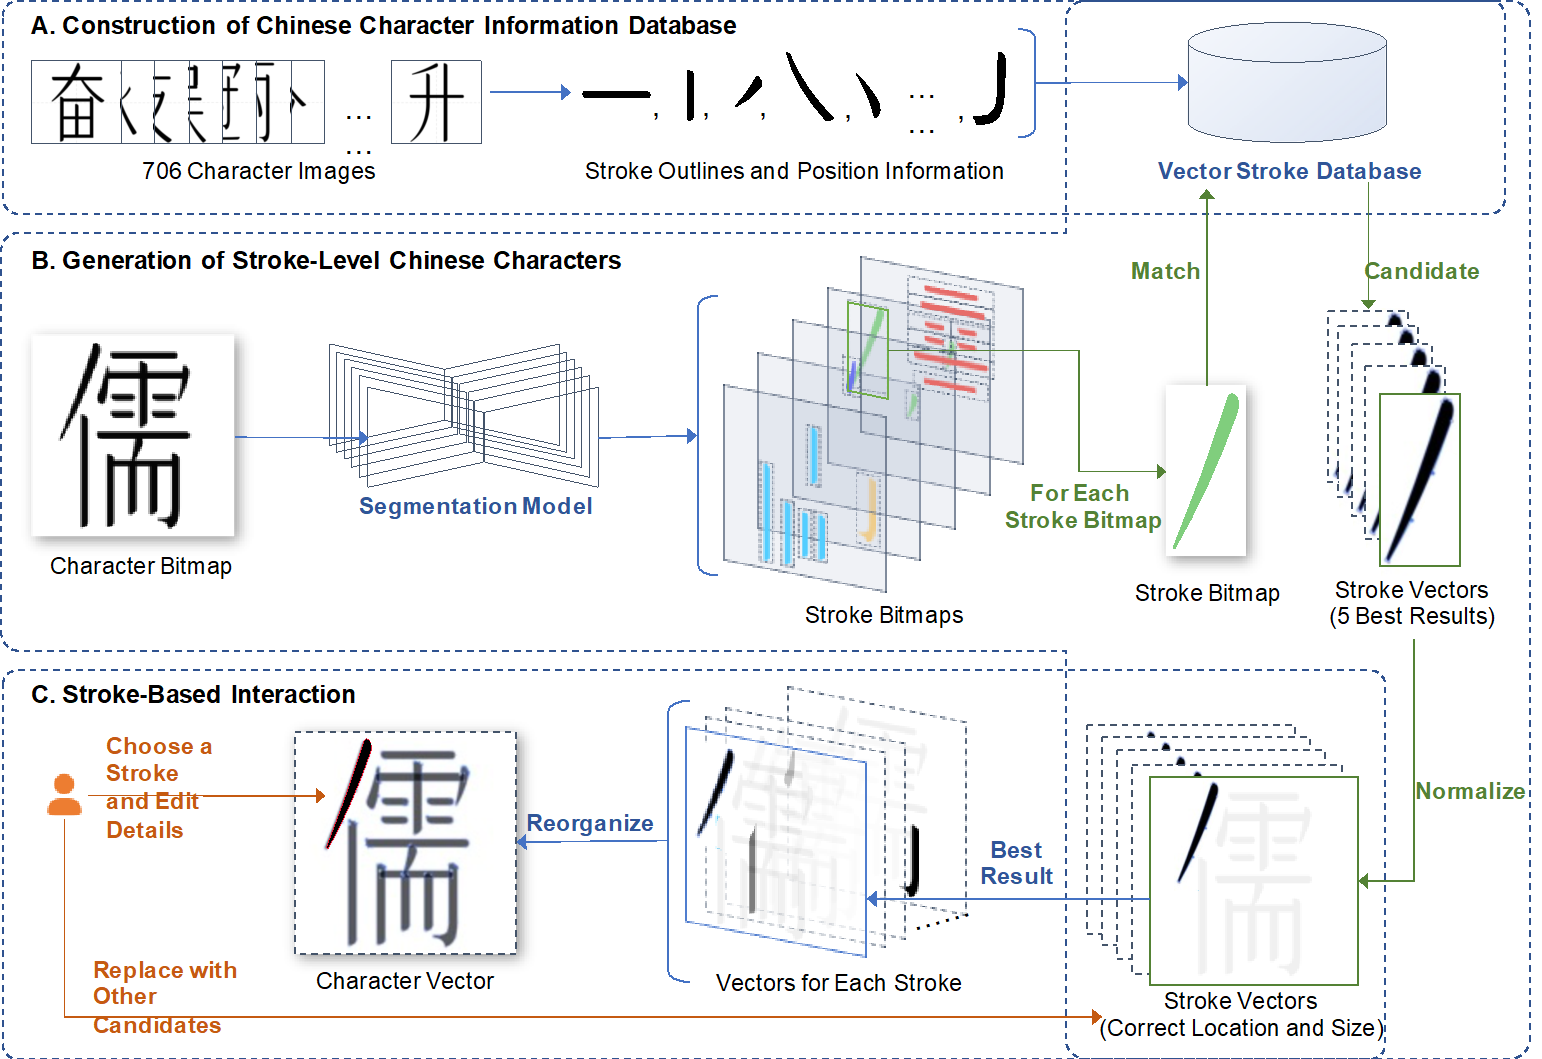 A. Construction of Chinese Character Information Database
奋
升
... 
...
, , , , ,
...
...
706 Character Images
Stroke Outlines and Position Information
Vector Stroke Database
B. Generation of Stroke-Level Chinese Characters
Match
Candidate
儒
Segmentation Model
For Each
Stroke Bitmap
Character Bitmap
Stroke Bitmaps
Stroke Bitmap
Stroke Vectors
(5 Best Results)
C. Stroke-Based Interaction
Choose a
Stroke
and Edit
Details
儒
Reorganize
儒
Best
Result
儒
Normalize
......
Replace with
Other
Candidates
Character Vector
Vectors for Each Stroke
Stroke Vectors
(Correct Location and Size)